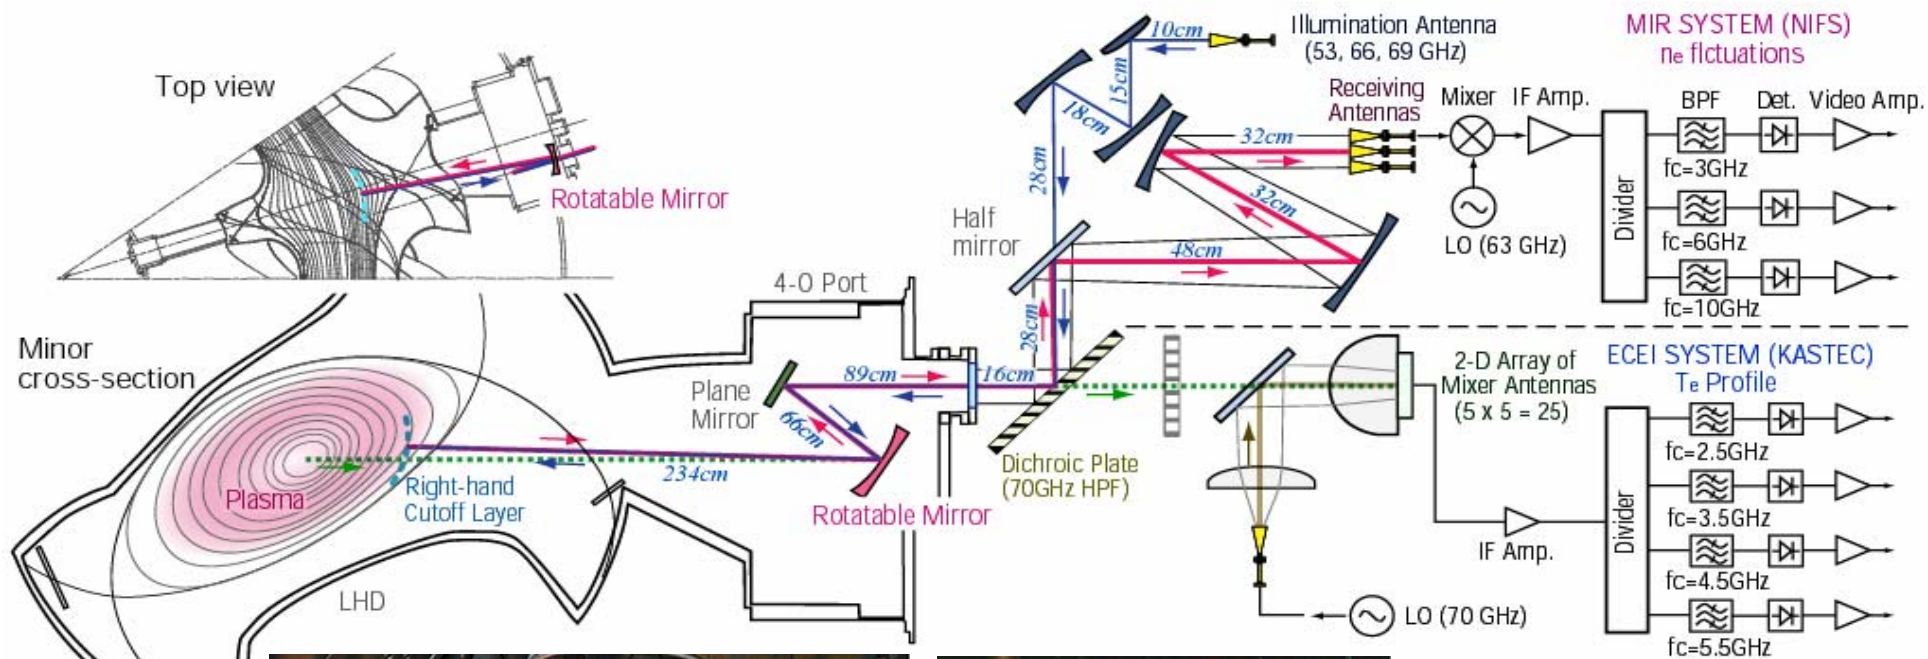 Top view
Rotatable Mirror
Minor
cross-section
Plasma
Right-hand
Cutoff Layer
LHD
234cm
4-O Port
Plane
Mirror
89cm
66cm
16cm
Rotatable Mirror
10cm
15cm
18cm
28cm
28cm
Half
mirror
48cm
32cm
32cm
Illumination Antenna
(53, 66, 69 GHz)
Receiving
Antennas
Mixer
IF Amp.
LO (63 GHz)
MIR SYSTEM (NIFS)
ne flctuations
Divider
BPF
Det.
Video Amp.
fc=3GHz
fc=6GHz
fc=10GHz
Dichroic Plate
(70GHz HPF)
2-D Array of
Mixer Antennas
(5 x 5 = 25)
ECEI SYSTEM (KASTEC)
Te Profile
IF Amp.
LO (70 GHz)
Divider
fc=2.5GHz
fc=3.5GHz
fc=4.5GHz
fc=5.5GHz